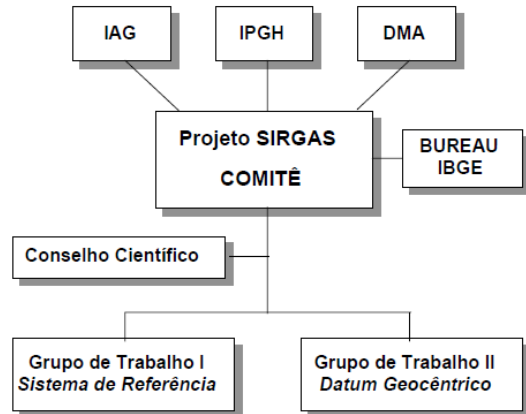 IAG
IPGH
DMA
Projeto SIRGAS
COMITÊ
BUREAU
IBGE
Conselho Científico
Grupo de Trabalho I
Sistema de Referência
Grupo de Trabalho II
Datum Geocêntrico